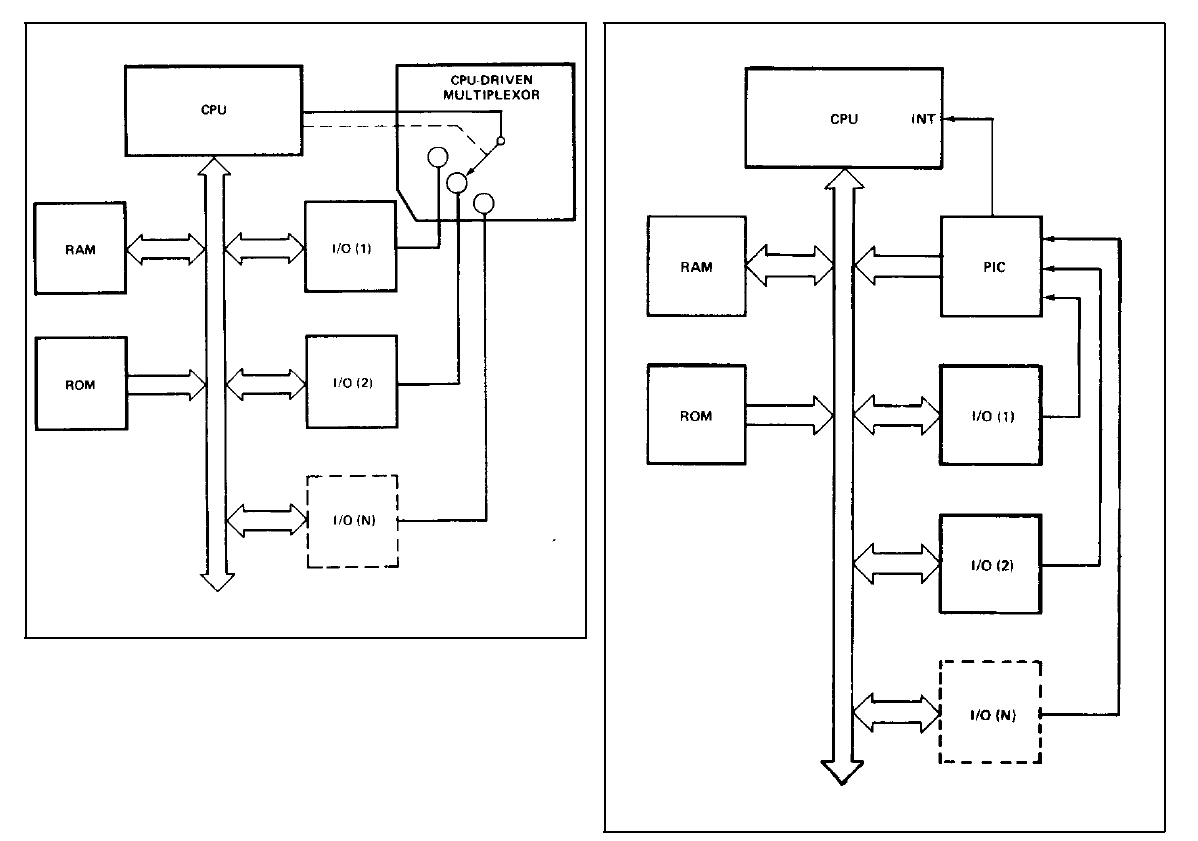 CPU-DRIVEN
MULTIPLEXOR
CPU
RAM
I/O (1)
ROM
I/O (2)
I/O (N)
CPU
INT
RAM
PIC
ROM
I/O (1)
I/O (2)
I/O (N)